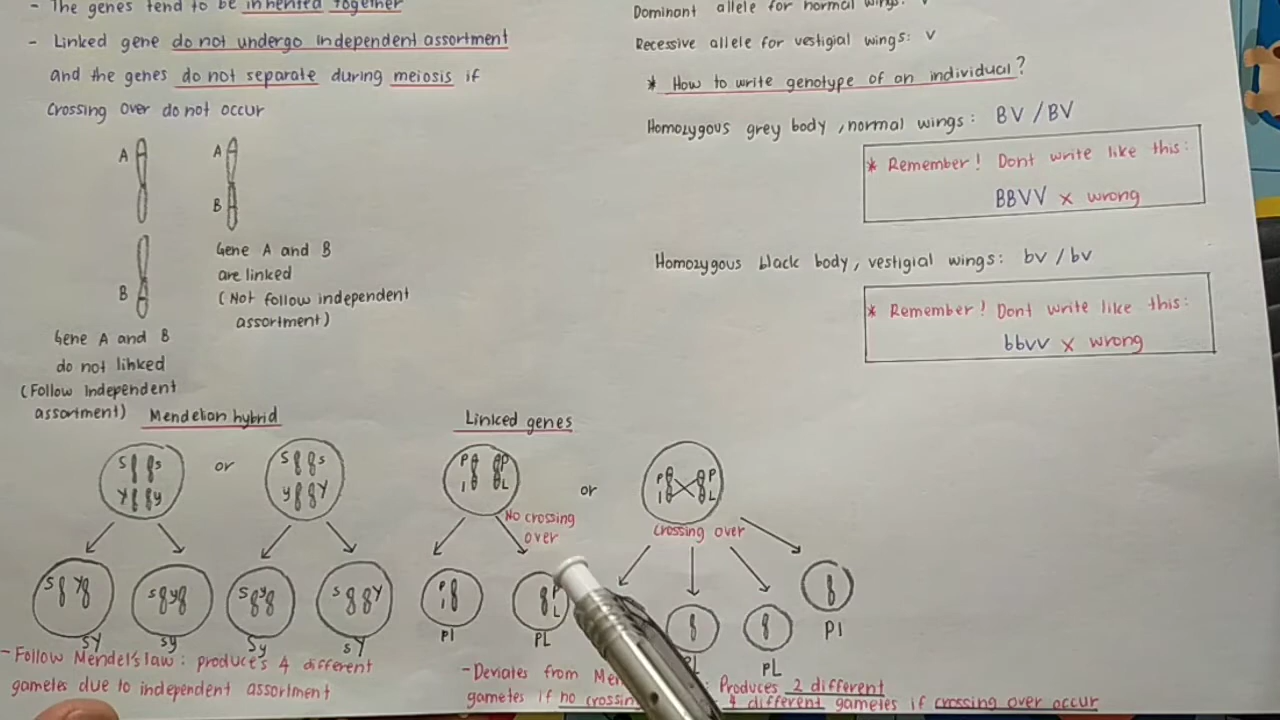 - The genes tend to be inherited together
- Linked gene do not undergo independent assortment
and the genes do not separate during meiosis if
crossing over do not occur
A
A
B
B
Gene A and B
are linked
(Not follow independent
assortment)
Gene A and B
do not linked
(Follow independent
assortment)
Dominant allele for normal wings:
Recessive allele for vestigial wings: v
* How to write genotype of an individual?
Homozygous grey body, normal wings: BV / BV
* Remember! Dont write like this:
BBVV x wrong
Homozygous black body, vestigial wings: bv / bv
* Remember! Dont write like this:
bbvv x wrong
Mendelian hybrid
S s
Y y
or
S s
y Y
S Y
s y
S y
s Y
SY
sy
Sy
sY
- Follow Mendel's law: produces 4 different
gametes due to independent assortment
Linked genes
P P
l L
No crossing
over
or
P P
l L
Crossing over
P
l
P
L
Pl
PL
PL
Pl
- Deviates from : Produces 2 different
gametes if no crossing 4 different gametes if crossing over occur